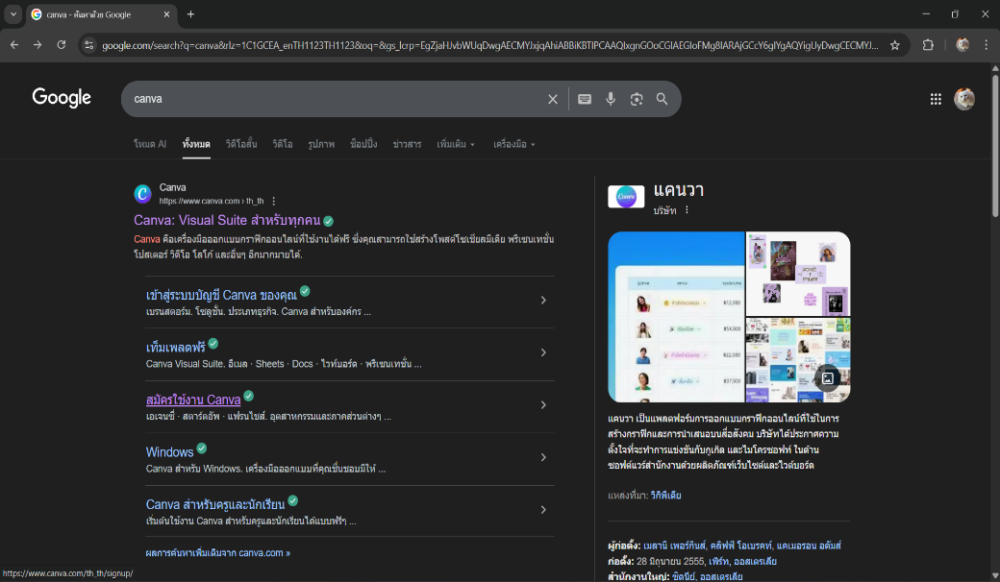 canva - ค้นหาด้วย Google
google.com/search?q=canva&rlz=1C1GCEA_enTH1123TH1123&oq=&gs_lcrp=
Google
canva
โหมด AI ทั้งหมด วิดีโอสั้น วิดีโอ รูปภาพ ช็อปปิ้ง ข่าวสาร เพิ่มเติม เครื่องมือ
Canva
https://www.canva.com › th_th
Canva: Visual Suite สำหรับทุกคน
Canva คือเครื่องมือออกแบบกราฟิกออนไลน์ที่ใช้งานได้ฟรี ซึ่งคุณสามารถใช้สร้างโพสต์โซเชียลมีเดีย พรีเซนเทชั่น
โปสเตอร์ วิดีโอ โลโก้ และอื่นๆ อีกมากมายได้.
เข้าสู่ระบบบัญชี Canva ของคุณ
เบรนสตอร์ม. โซลูชั่น. ประเภทธุรกิจ. Canva สำหรับองค์กร ...
เท็มเพลตฟรี
Canva Visual Suite. อีเมล · Sheets · Docs · ไวท์บอร์ด · พรีเซนเทชั่น ...
สมัครใช้งาน Canva
เอเจนซี่ · สตาร์ตอัพ · แฟรนไชส์. อุตสาหกรรมและภาคส่วนต่างๆ ...
Windows
Canva สำหรับ Windows. เครื่องมือออกแบบที่คุณชื่นชอบมีให้ ...
Canva สำหรับครูและนักเรียน
เริ่มต้นใช้งาน Canva สำหรับครูและนักเรียนได้แบบฟรีๆ ...
ผลการค้นหาเพิ่มเติมจาก canva.com »
Canva
แคนวา
บริษัท
฿12,000
฿54,000
฿22,000
฿37,000
แคนวา เป็นแพลตฟอร์มการออกแบบกราฟิกออนไลน์ที่ใช้ในการ
สร้างกราฟิกและการนำเสนอบนสื่อสังคม บริษัทได้ประกาศความ
ตั้งใจที่จะทำการแข่งขันกับกูเกิล และไมโครซอฟท์ ในด้าน
ซอฟต์แวร์สำนักงานด้วยผลิตภัณฑ์เว็บไซต์และไวต์บอร์ด
แหล่งที่มา: วิกิพีเดีย
ผู้ก่อตั้ง: เมลานี เพอร์กินส์, คลิฟฟ์ โอเบรคท์, แคเมอรอน อดัมส์
ก่อตั้ง: 28 มิถุนายน 2555, เพิร์ท, ออสเตรเลีย
สำนักงานใหญ่: ซิดนีย์, ออสเตรเลีย
https://www.canva.com/th_th/signup/